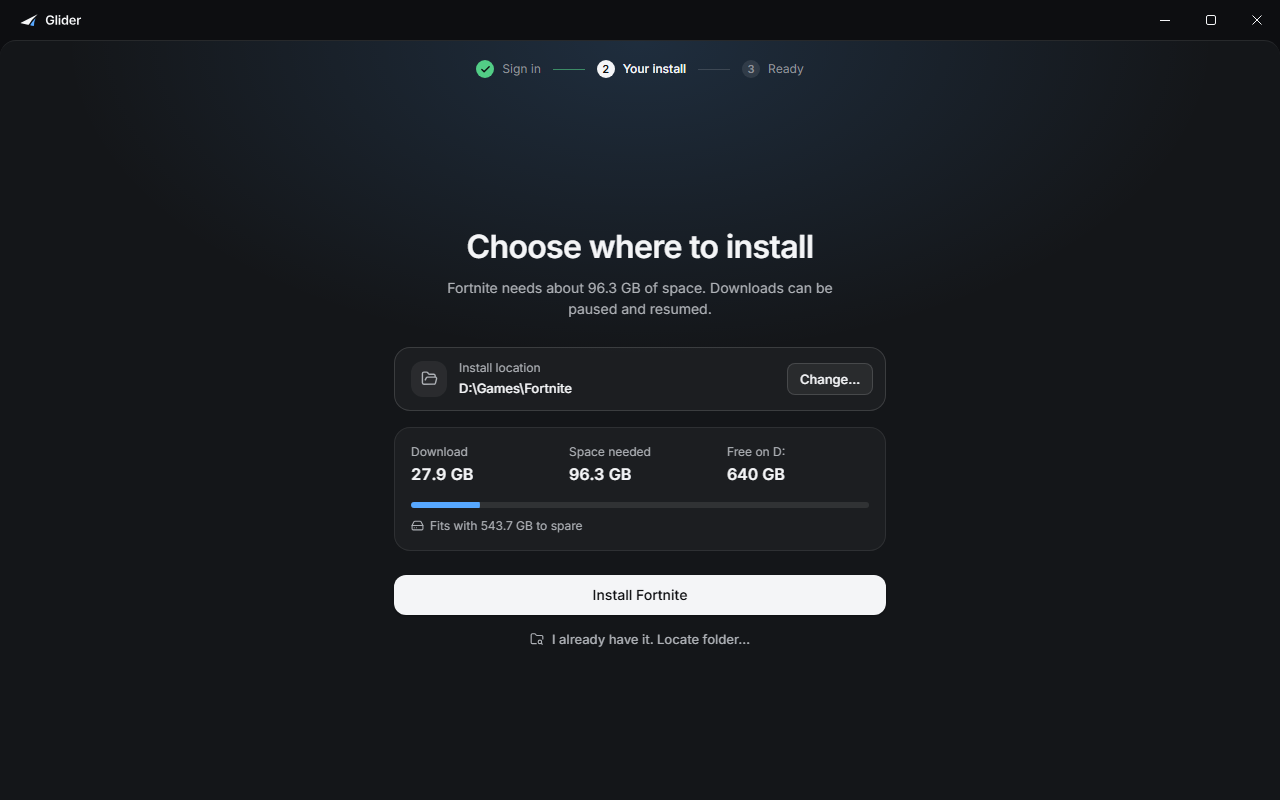 Glider
Sign in
2 Your install
3 Ready
Choose where to install
Fortnite needs about 96.3 GB of space. Downloads can be
paused and resumed.
Install location
D:\Games\Fortnite
Change...
Download Space needed Free on D:
27.9 GB 96.3 GB 640 GB
Fits with 543.7 GB to spare
Install Fortnite
I already have it. Locate folder...